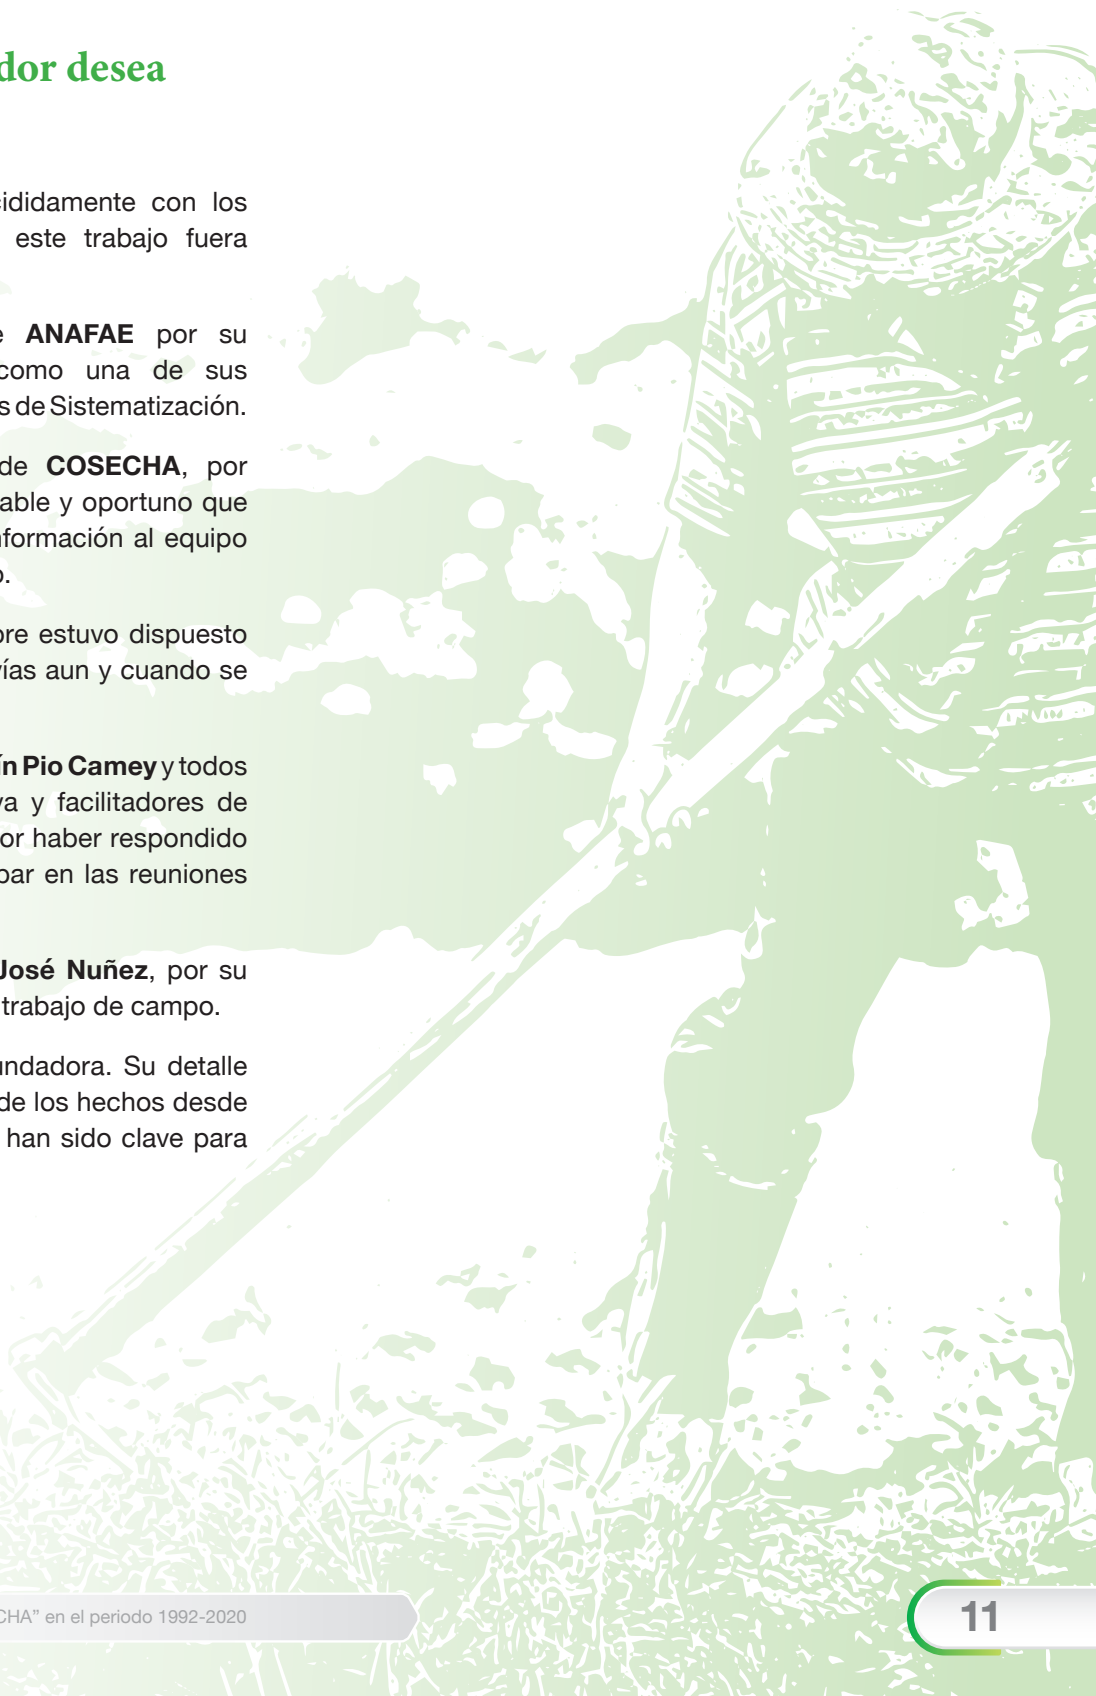 dor desea
cididamente con los
este trabajo fuera
e ANAFAE por su
como una de sus
s de Sistematización.
de COSECHA, por
able y oportuno que
nformación al equipo
o.
pre estuvo dispuesto
vías aun y cuando se
ín Pio Camey y todos
va y facilitadores de
or haber respondido
par en las reuniones
José Nuñez, por su
trabajo de campo.
undadora. Su detalle
de los hechos desde
han sido clave para
CHA” en el periodo 1992-2020
11